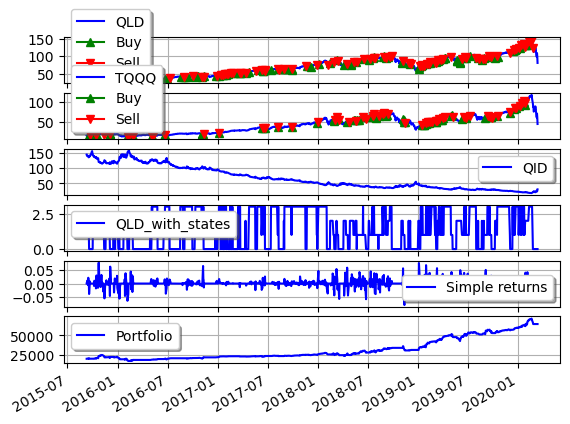 QLD
Buy
Sell
150
100
50
TQQQ
Buy
Sell
100
50
QID
150
100
50
QLD_with_states
2.5
0.0
Simple returns
0.05
0.00
−0.05
Portfolio
50000
25000
2015-07
2016-01
2016-07
2017-01
2017-07
2018-01
2018-07
2019-01
2019-07
2020-01